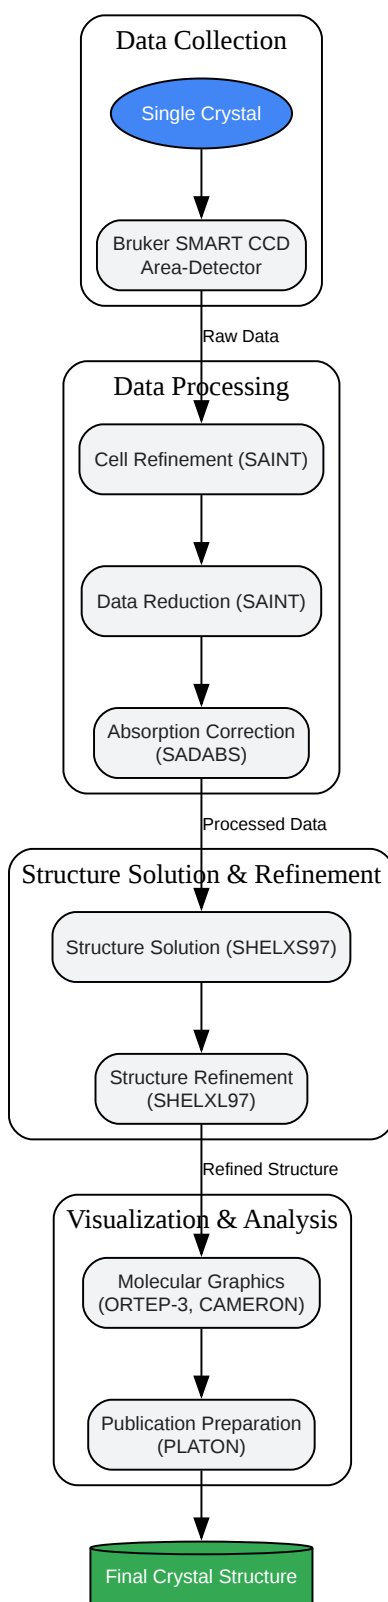 Data Collection
Single Crystal
Bruker SMART CCD
Area-Detector
Raw Data
Data Processing
Cell Refinement (SAINT)
Data Reduction (SAINT)
Absorption Correction
(SADABS)
Processed Data
Structure Solution & Refinement
Structure Solution (SHELXS97)
Structure Refinement
(SHELXL97)
Refined Structure
Visualization & Analysis
Molecular Graphics
(ORTEP-3, CAMERON)
Publication Preparation
(PLATON)
Final Crystal Structure